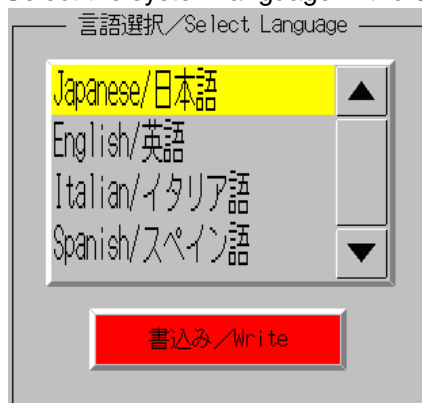 言語選択／Select Language
Japanese/日本語
English/英語
Italian/イタリア語
Spanish/スペイン語
書込み／Write